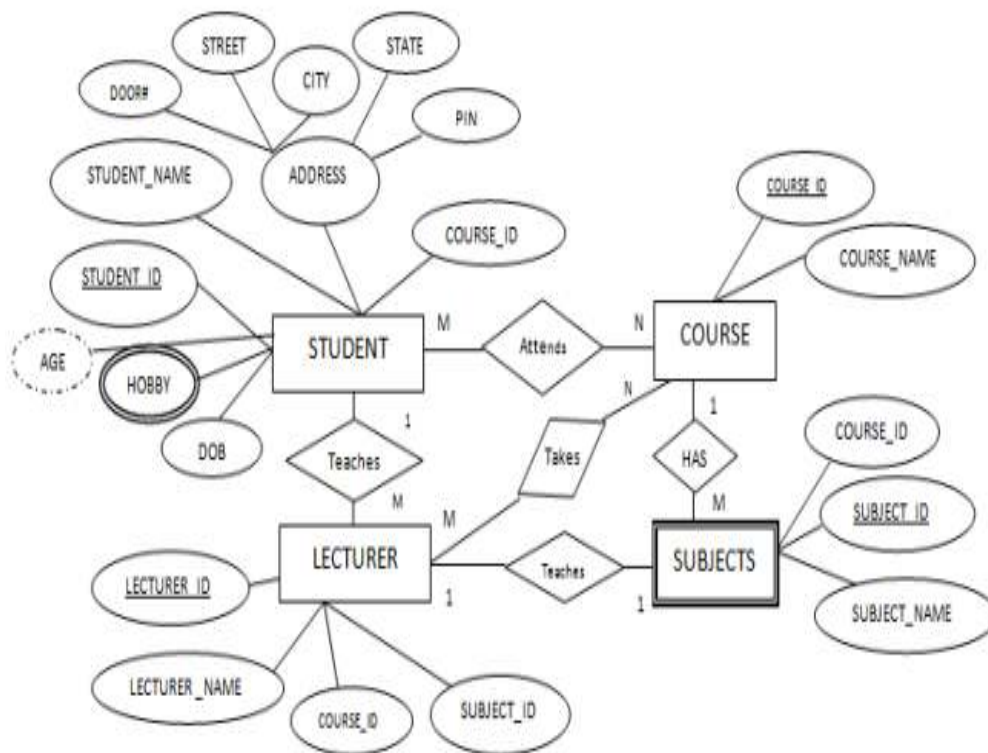 STREET
STATE
CITY
DOOR#
PIN
STUDENT_NAME
ADDRESS
COURSE_ID
COURSE_ID
COURSE_NAME
STUDENT_ID
AGE
HOBBY
DOB
STUDENT
M
Attends
N
COURSE
1
Teaches
M
N
Takes
M
1
HAS
M
COURSE_ID
SUBJECT_ID
SUBJECT_NAME
LECTURER
1
Teaches
1
SUBJECTS
LECTURER_ID
LECTURER_NAME
COURSE_ID
SUBJECT_ID